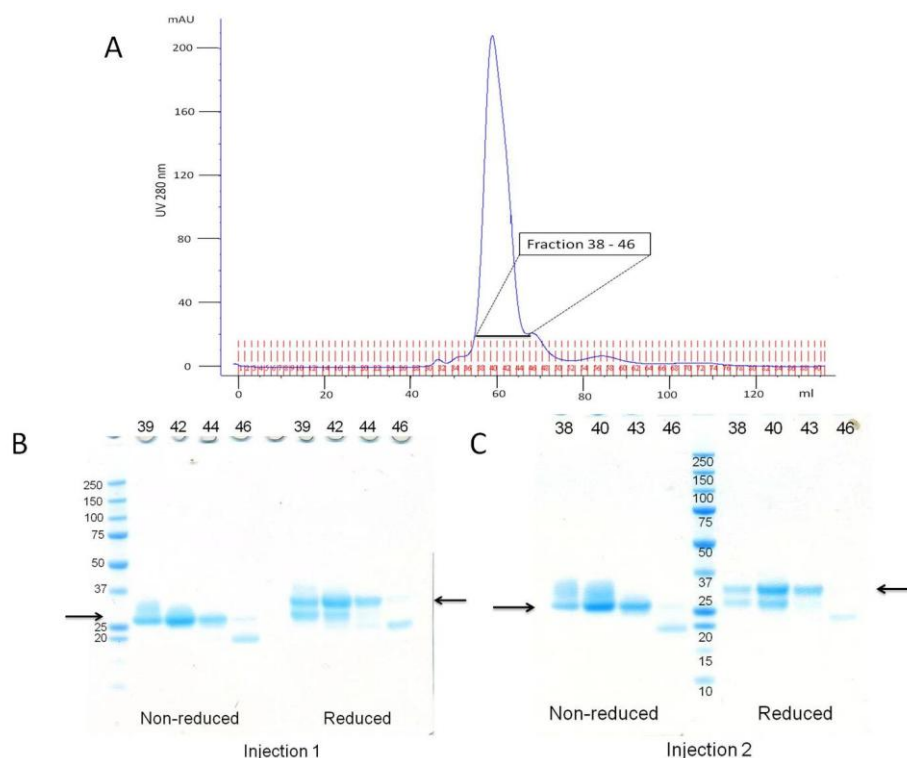 A
mAU
200
160
120
80
40
0
UV 280 nm
Fraction 38 - 46
0 20 40 60 80 100 120 ml
B
39 42 44 46 39 42 44 46
250
150
100
75
50
37
25
20
Non-reduced Reduced
Injection 1
C
38 40 43 46 38 40 43 46
250
150
100
75
50
37
25
20
15
10
Non-reduced Reduced
Injection 2